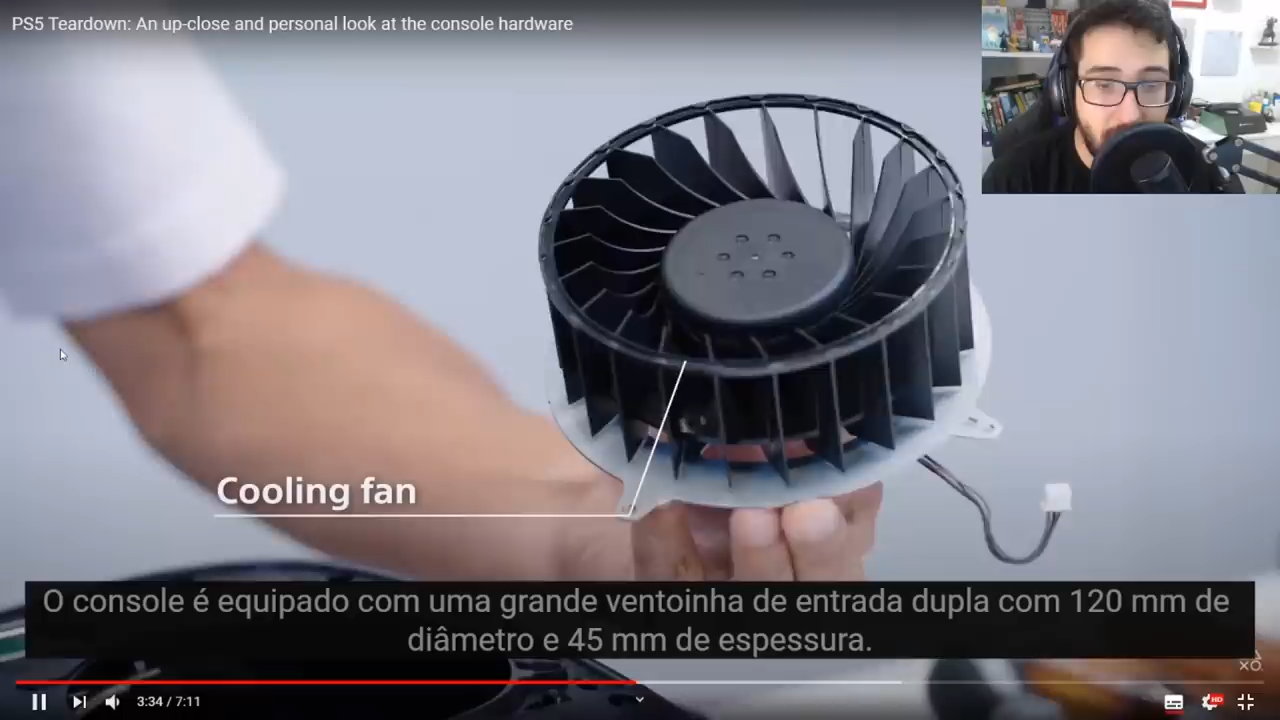 PS5 Teardown: An up-close and personal look at the console hardware
Cooling fan
O console é equipado com uma grande ventoinha de entrada dupla com 120 mm de
diâmetro e 45 mm de espessura.
3:34 / 7:11
HD